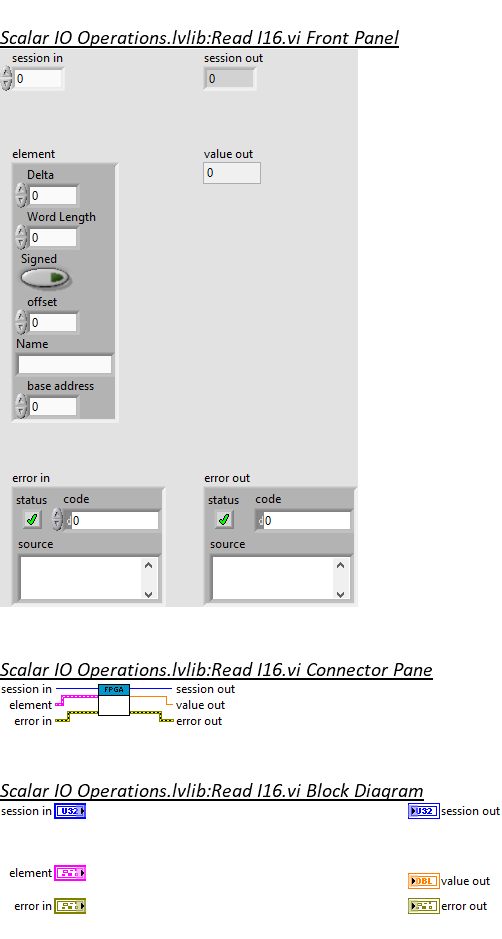 Scalar IO Operations.lvlib:Read I16.vi Front Panel
session in session out
0 0
element value out
Delta 0
0
Word Length
0
Signed
offset
0
Name
base address
0
error in error out
status code status code
d0 d0
source source
Scalar IO Operations.lvlib:Read I16.vi Connector Pane
session in FPGA session out
element value out
error in error out
Scalar IO Operations.lvlib:Read I16.vi Block Diagram
session in U32 U32 session out
element DBL value out
error in error out